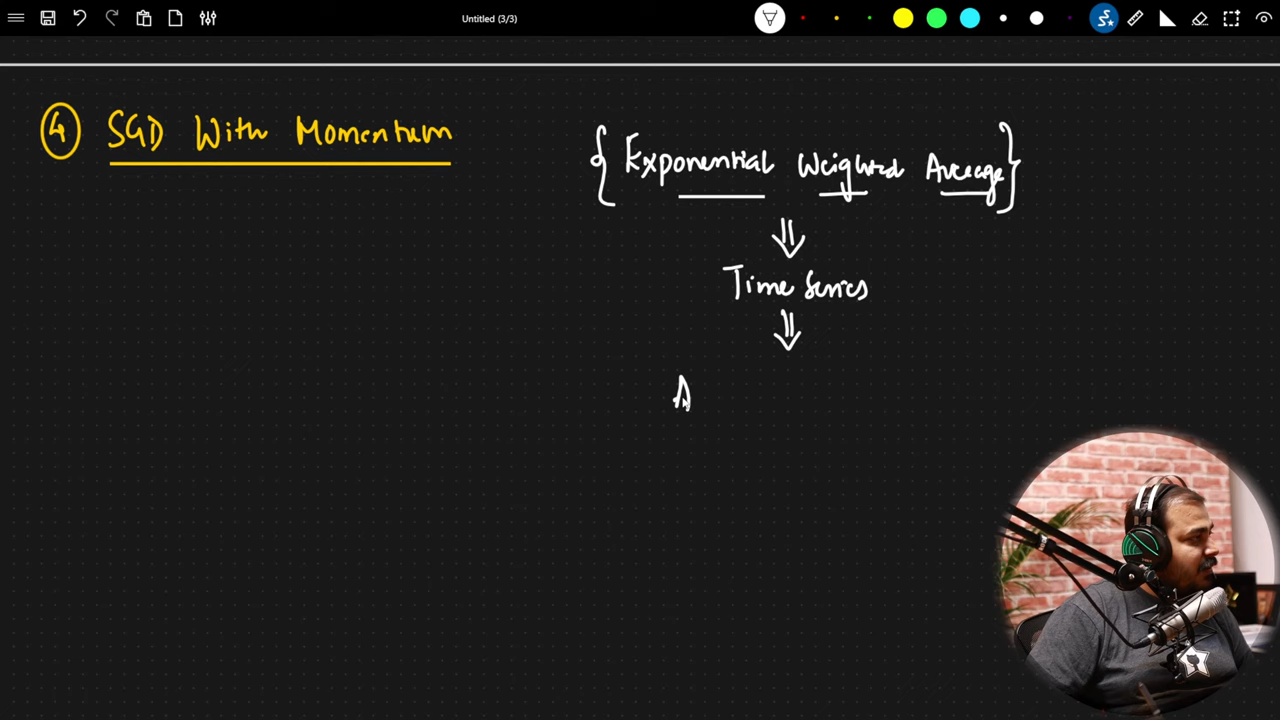 Untitled (3/3)
4 SGD With Momentum
{ Exponential Weighted Average }
⇓
Time Series
⇓
A